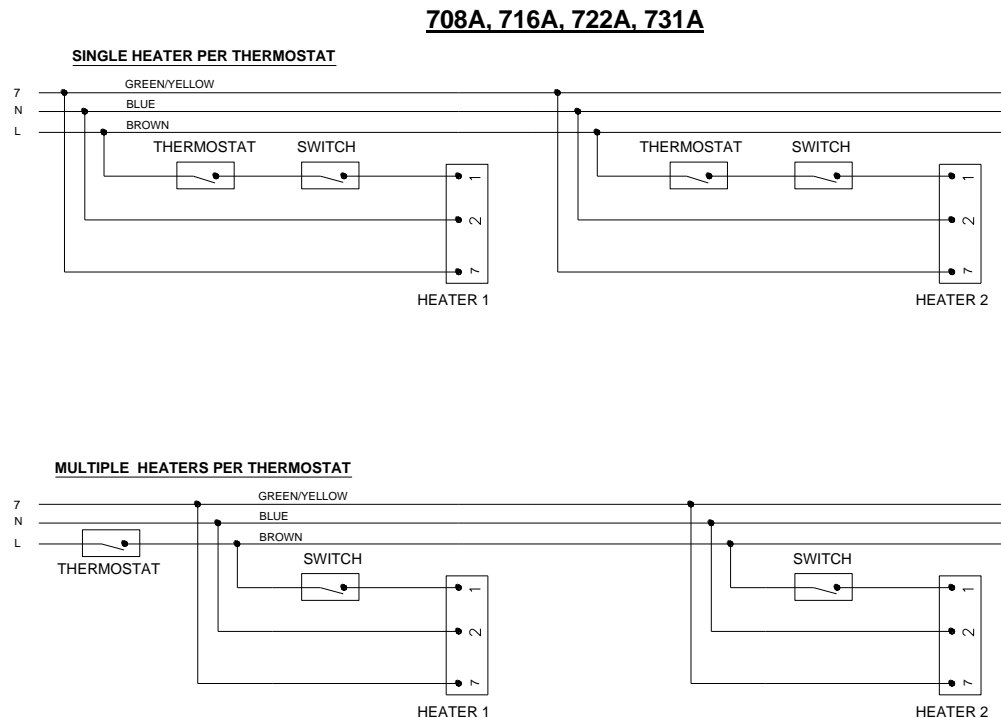 708A, 716A, 722A, 731A
SINGLE HEATER PER THERMOSTAT
7 GREEN/YELLOW
N BLUE
L BROWN
THERMOSTAT SWITCH THERMOSTAT SWITCH
1 1
2 2
7 7
HEATER 1 HEATER 2
MULTIPLE HEATERS PER THERMOSTAT
7 GREEN/YELLOW
N BLUE
L BROWN
THERMOSTAT SWITCH SWITCH
1 1
2 2
7 7
HEATER 1 HEATER 2